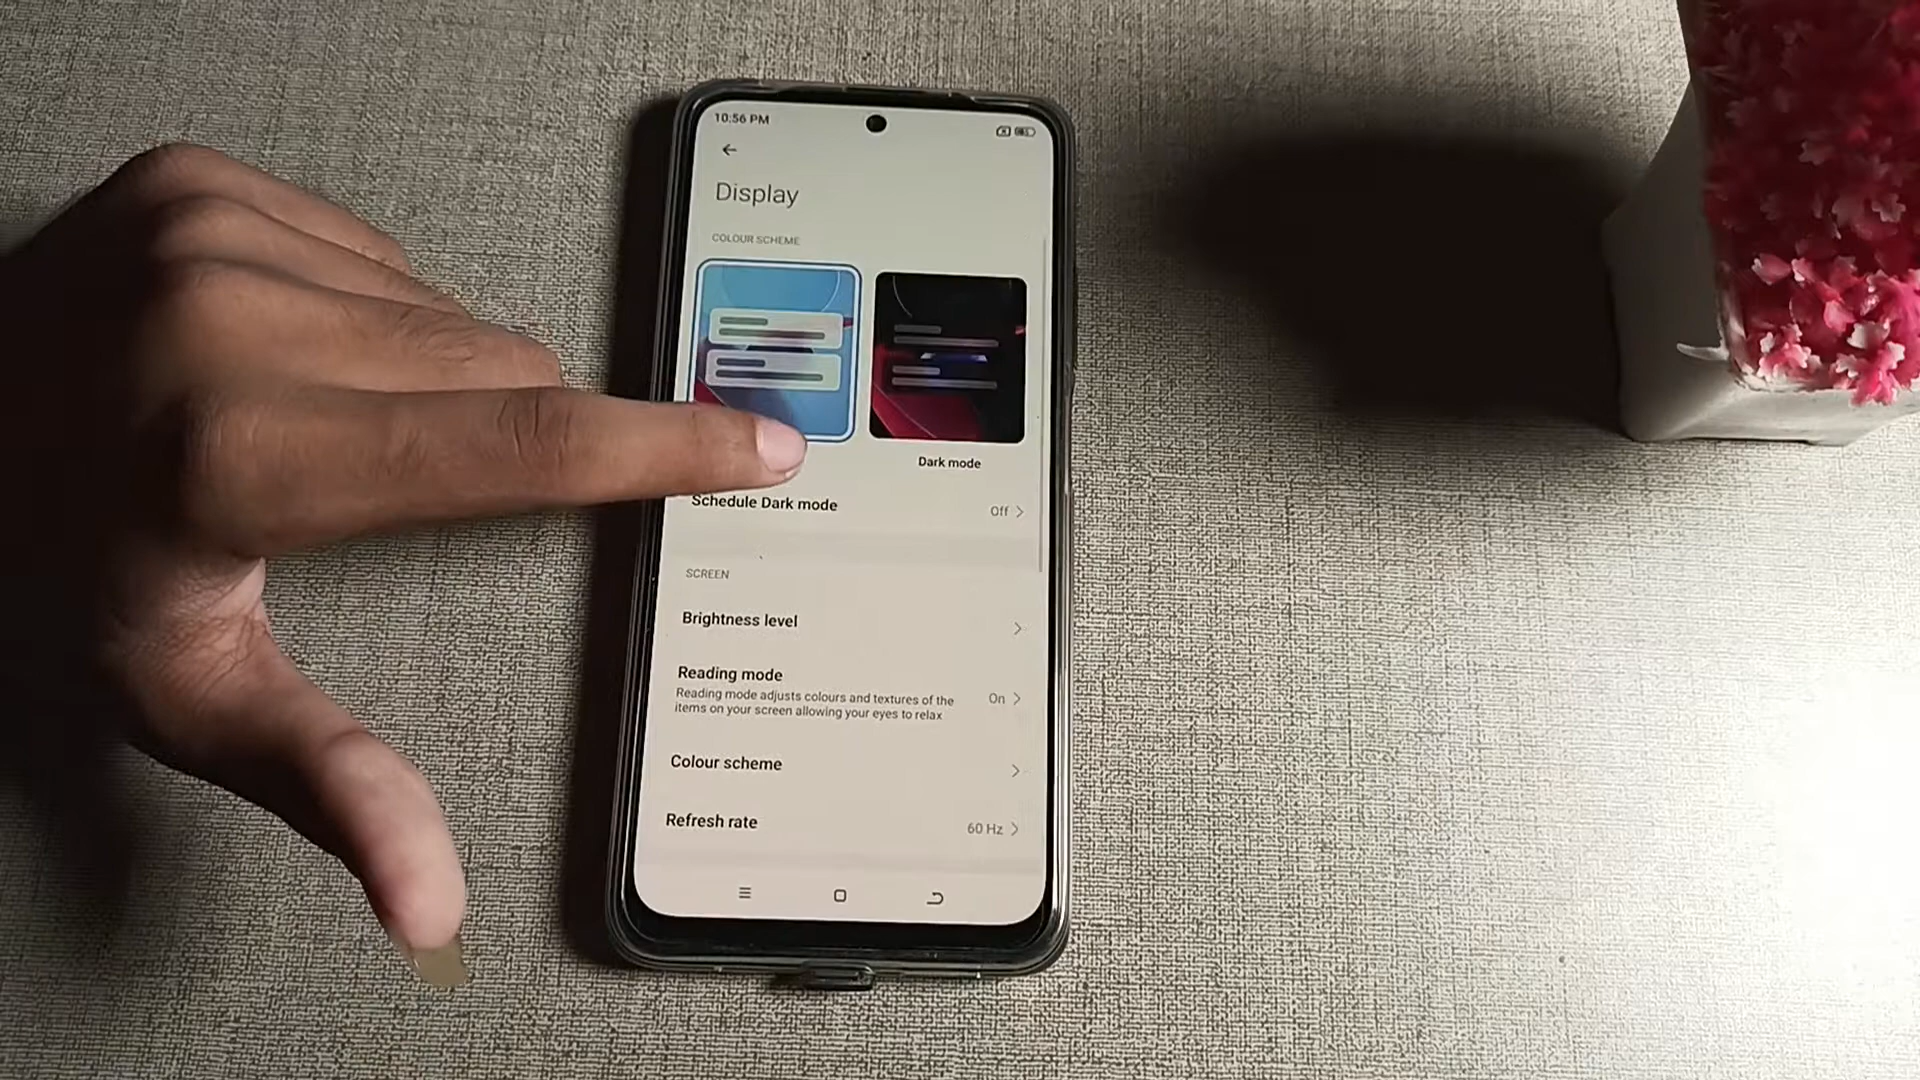 10:56 PM
Display
COLOUR SCHEME
Dark mode
Schedule Dark mode
Off
SCREEN
Brightness level
Reading mode
Reading mode adjusts colours and textures of the
items on your screen allowing your eyes to relax
On
Colour scheme
Refresh rate
60 Hz